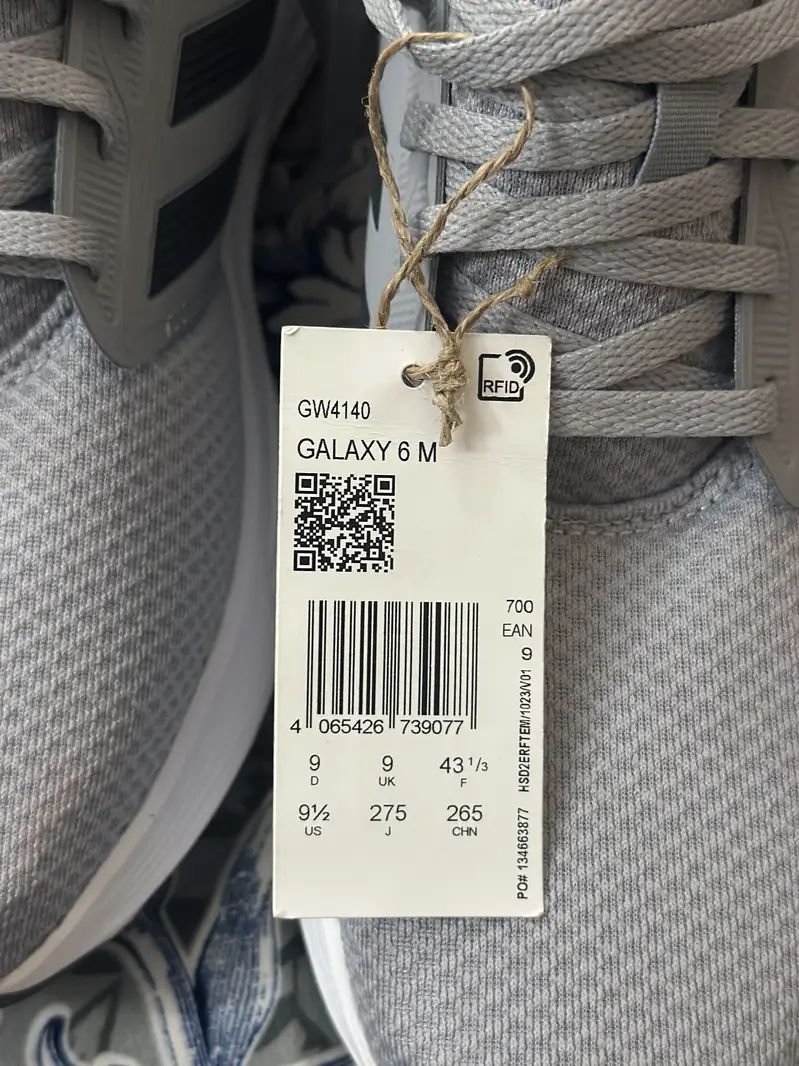 RFID
GW4140
GALAXY 6 M
700
EAN
9
4 065426 739077
9 9 43 1/3
D UK F
9½ 275 265
US J CHN
PO# 134663877 HSD2ERFTEM/1023/V01